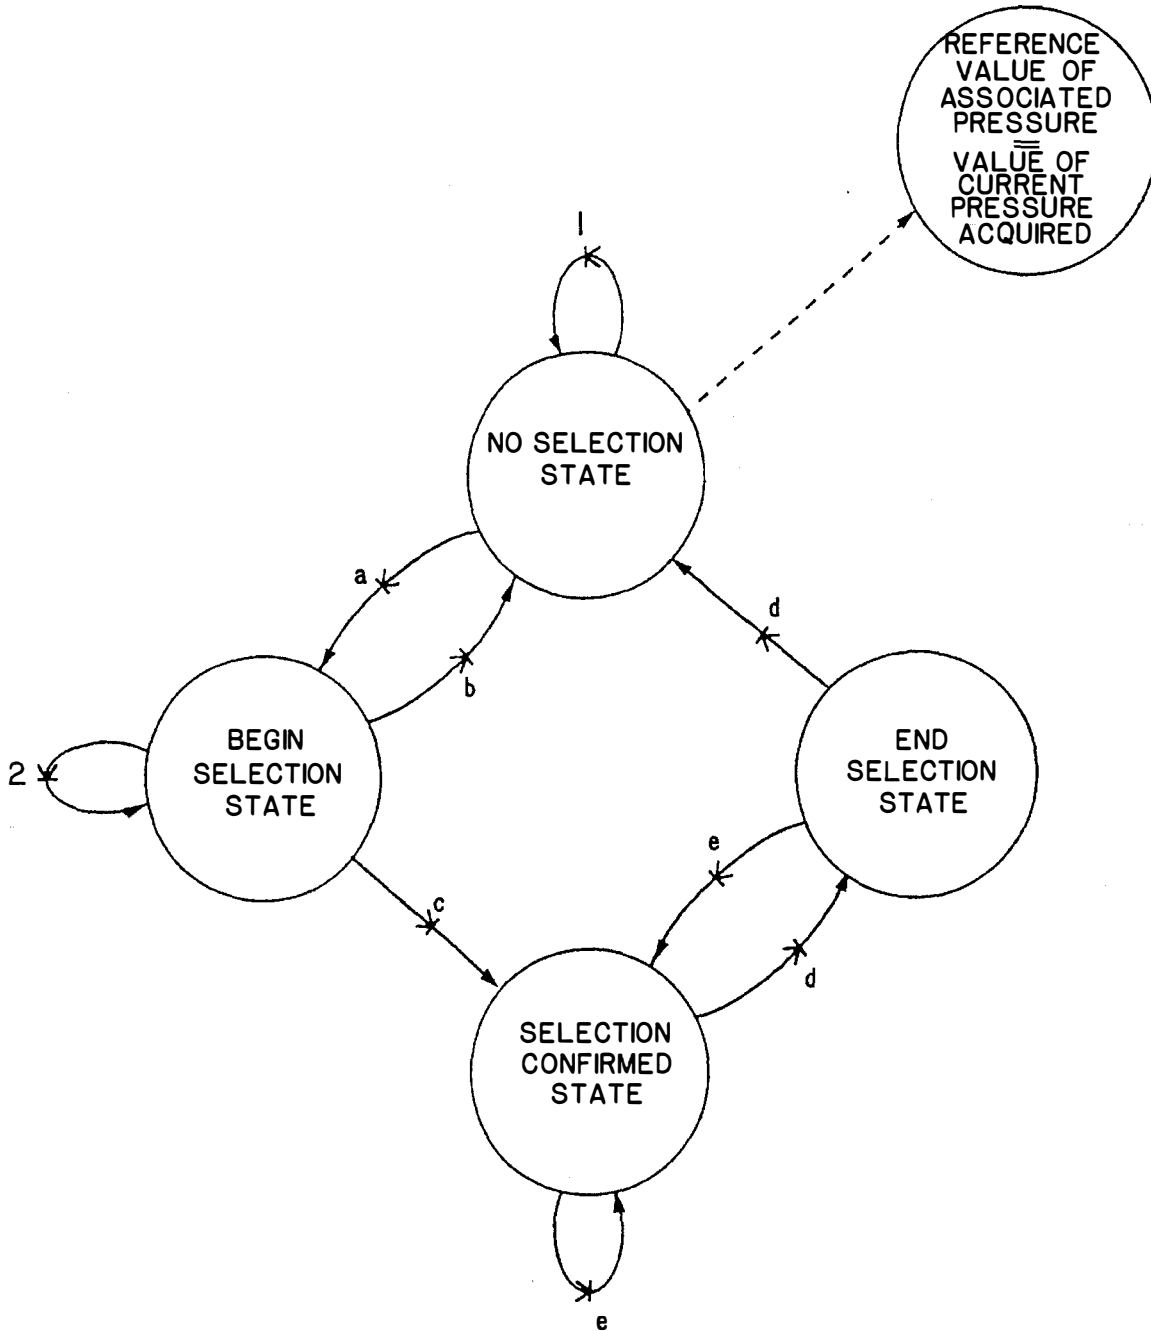 REFERENCE
VALUE OF
ASSOCIATED
PRESSURE
=
VALUE OF
CURRENT
PRESSURE
ACQUIRED
1
NO SELECTION
STATE
a
b
d
2
BEGIN
SELECTION
STATE
END
SELECTION
STATE
e
c
d
SELECTION
CONFIRMED
STATE
e